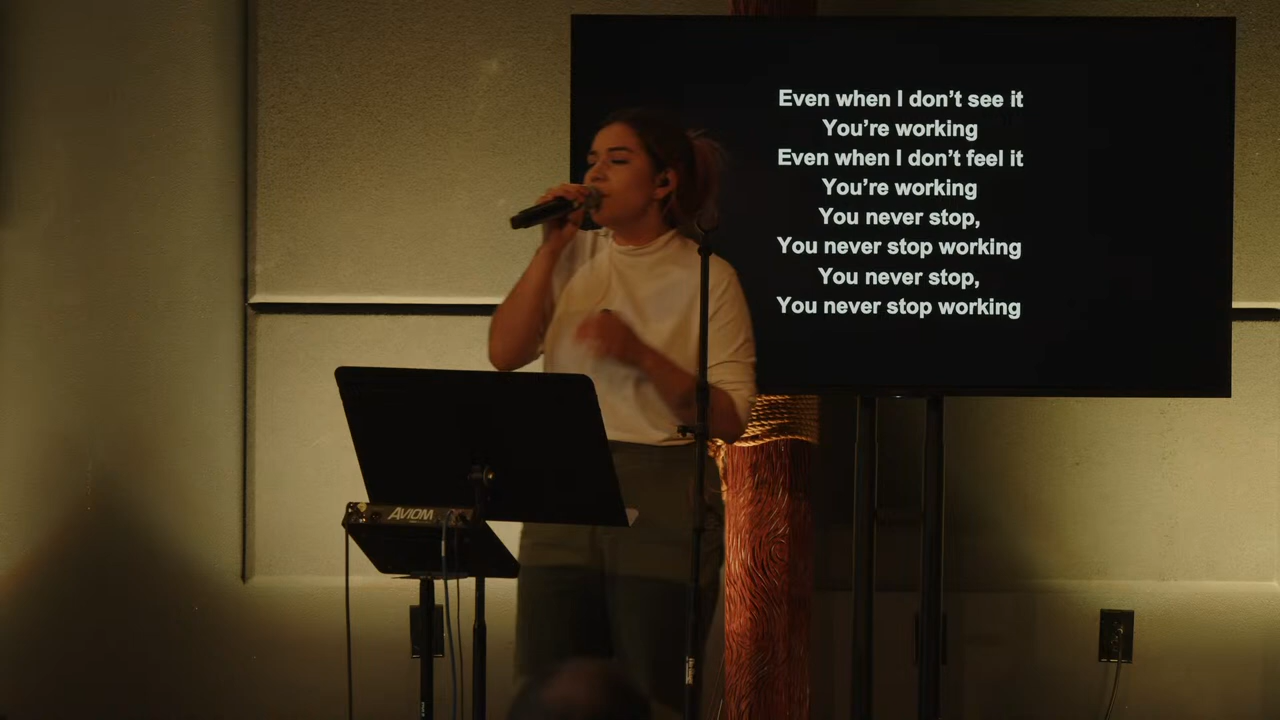 Even when I don’t see it
You’re working
Even when I don’t feel it
You’re working
You never stop,
You never stop working
You never stop,
You never stop working
AVIOM